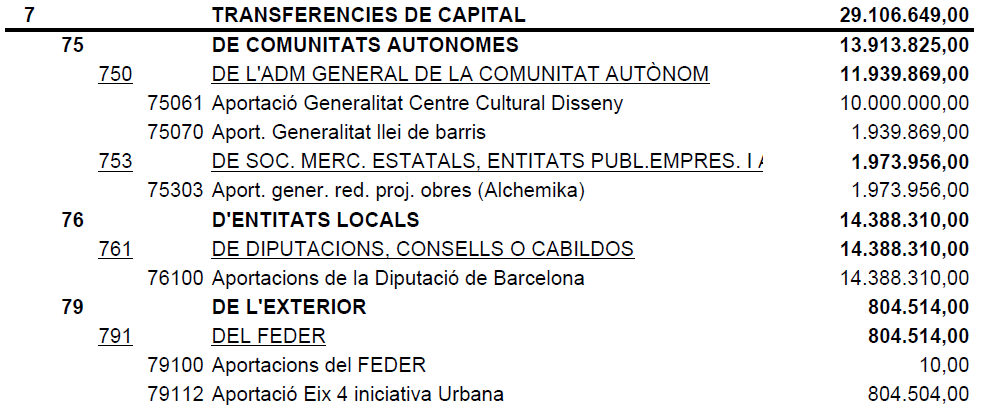 7 TRANSFERENCIES DE CAPITAL 29.106.649,00
75 DE COMUNITATS AUTONOMES 13.913.825,00
750 DE L'ADM GENERAL DE LA COMUNITAT AUTÒNOM 11.939.869,00
75061 Aportació Generalitat Centre Cultural Disseny 10.000.000,00
75070 Aport. Generalitat llei de barris 1.939.869,00
753 DE SOC. MERC. ESTATALS, ENTITATS PUBL.EMPRES. I A 1.973.956,00
75303 Aport. gener. red. proj. obres (Alchemika) 1.973.956,00
76 D'ENTITATS LOCALS 14.388.310,00
761 DE DIPUTACIONS, CONSELLS O CABILDOS 14.388.310,00
76100 Aportacions de la Diputació de Barcelona 14.388.310,00
79 DE L'EXTERIOR 804.514,00
791 DEL FEDER 804.514,00
79100 Aportacions del FEDER 10,00
79112 Aportació Eix 4 iniciativa Urbana 804.504,00